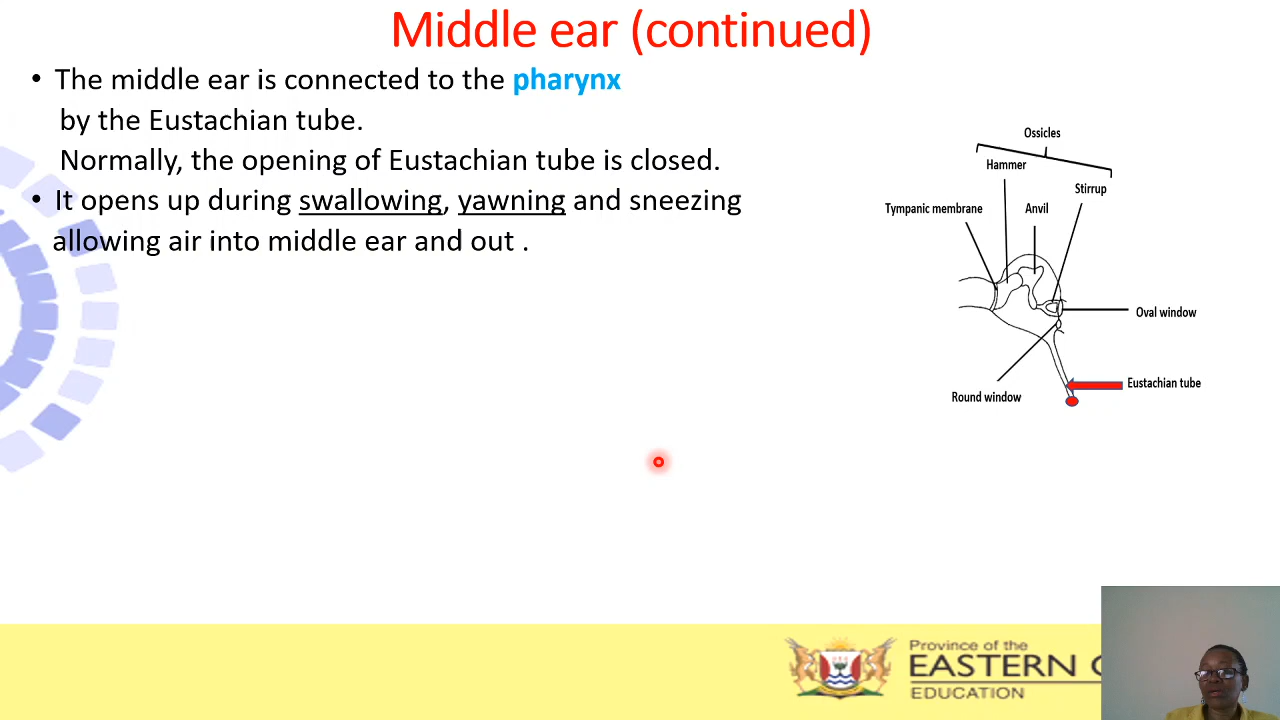 Middle ear (continued)
• The middle ear is connected to the pharynx
by the Eustachian tube.
Normally, the opening of Eustachian tube is closed.
• It opens up during swallowing, yawning and sneezing
allowing air into middle ear and out .
Ossicles
Hammer
Stirrup
Tympanic membrane
Anvil
Oval window
Eustachian tube
Round window
Province of the
EASTERN
EDUCATION